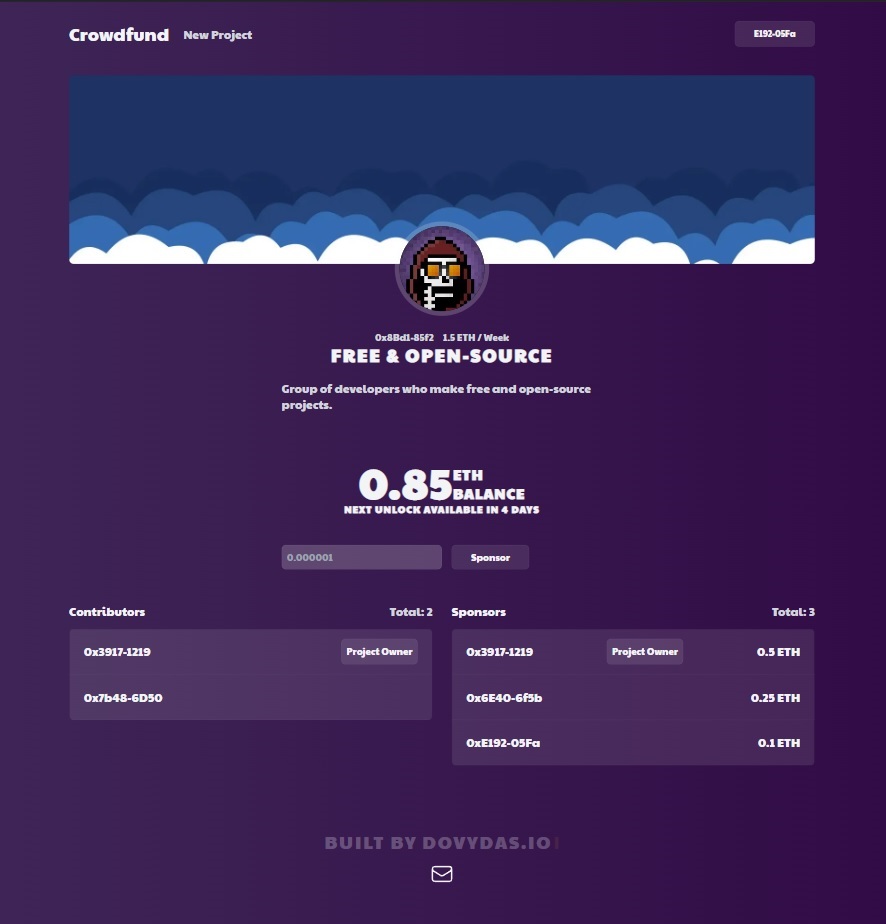 Crowdfund New Project E192-05Fa
0x8Bd1-85f2 1.5 ETH / Week
FREE & OPEN-SOURCE
Group of developers who make free and open-source
projects.
0.85 ETH
BALANCE
NEXT UNLOCK AVAILABLE IN 4 DAYS
0.000001 Sponsor
Contributors Total: 2
0x3917-1219 Project Owner
0x7b48-6D50
Sponsors Total: 3
0x3917-1219 Project Owner 0.5 ETH
0x6E40-6f5b 0.25 ETH
0xE192-05Fa 0.1 ETH
BUILT BY DOVYDAS.IO